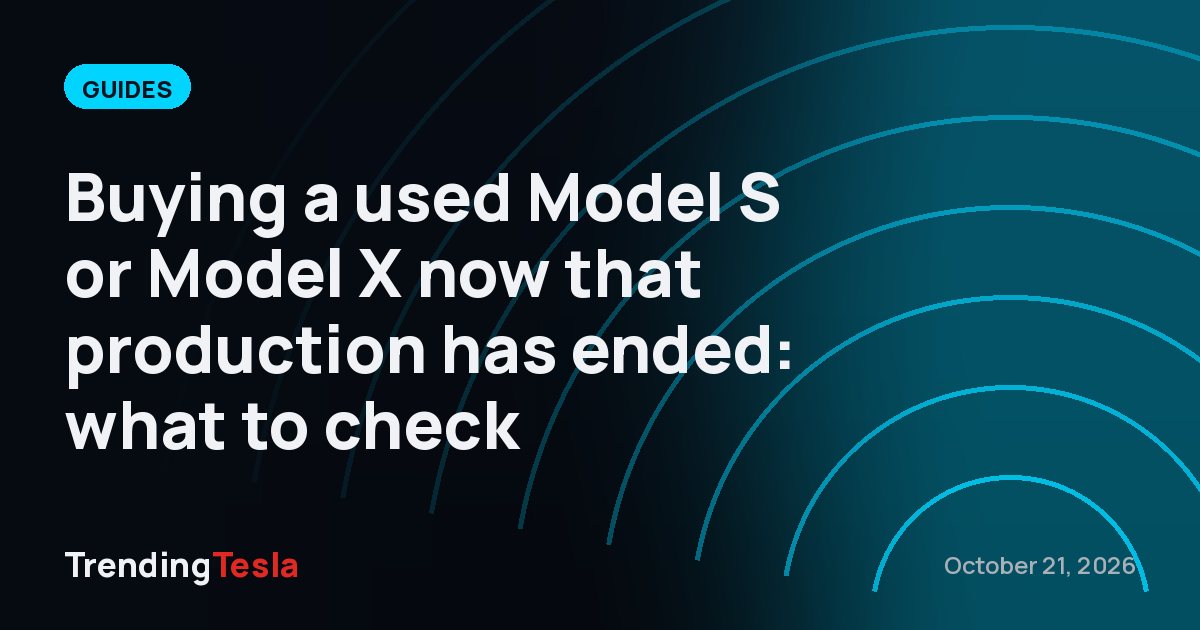 GUIDES
Buying a used Model S
or Model X now that
production has ended:
what to check
TrendingTesla
October 21, 2026